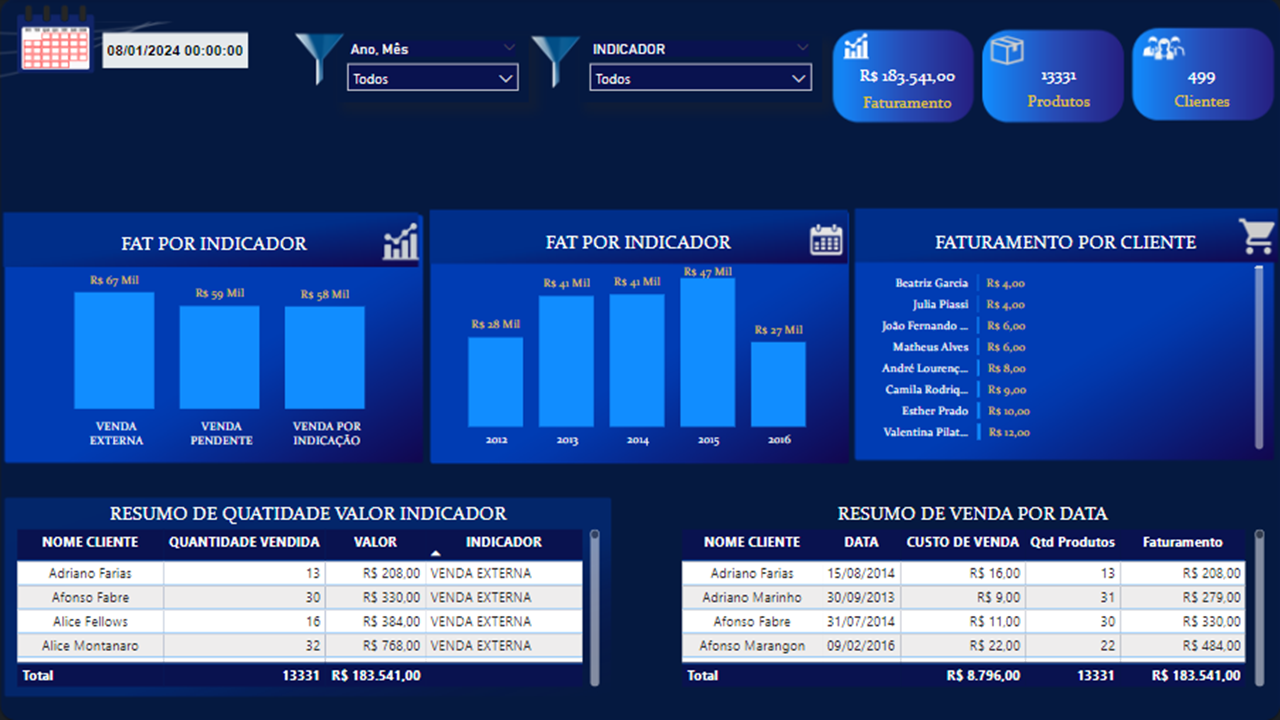 08/01/2024 00:00:00
Ano, Mês
Todos
INDICADOR
Todos
R$ 183.541,00
Faturamento
13331
Produtos
499
Clientes
FAT POR INDICADOR
R$ 67 Mil
R$ 59 Mil
R$ 58 Mil
VENDA EXTERNA
VENDA PENDENTE
VENDA POR INDICAÇÃO
FAT POR INDICADOR
R$ 28 Mil
R$ 41 Mil
R$ 41 Mil
R$ 47 Mil
R$ 27 Mil
2012 2013 2014 2015 2016
FATURAMENTO POR CLIENTE
Beatriz Garcia R$ 4,00
Julia Piassi R$ 4,00
João Fernando ... R$ 6,00
Matheus Alves R$ 6,00
André Lourenç... R$ 8,00
Camila Rodrig... R$ 9,00
Esther Prado R$ 10,00
Valentina Pilat... R$ 12,00
RESUMO DE QUATIDADE VALOR INDICADOR
NOME CLIENTE QUANTIDADE VENDIDA VALOR INDICADOR
Adriano Farias 13 R$ 208,00 VENDA EXTERNA
Afonso Fabre 30 R$ 330,00 VENDA EXTERNA
Alice Fellows 16 R$ 384,00 VENDA EXTERNA
Alice Montanaro 32 R$ 768,00 VENDA EXTERNA
Total 13331 R$ 183.541,00
RESUMO DE VENDA POR DATA
NOME CLIENTE DATA CUSTO DE VENDA Qtd Produtos Faturamento
Adriano Farias 15/08/2014 R$ 16,00 13 R$ 208,00
Adriano Marinho 30/09/2013 R$ 9,00 31 R$ 279,00
Afonso Fabre 31/07/2014 R$ 11,00 30 R$ 330,00
Afonso Marangon 09/02/2016 R$ 22,00 22 R$ 484,00
Total R$ 8.796,00 13331 R$ 183.541,00